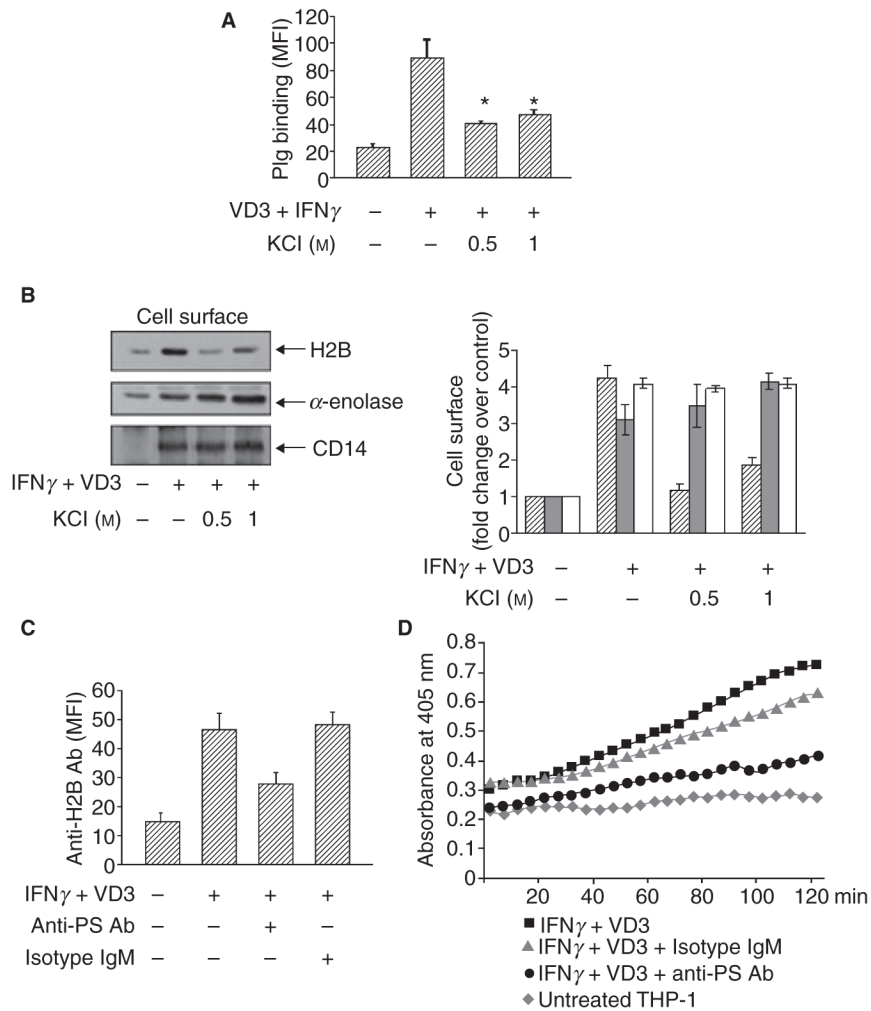 A
Plg binding (MFI)
120
100
80
60
40
20
0
* *
VD3 + IFNγ – + + +
KCl (M) – – 0.5 1
B
Cell surface
H2B
α-enolase
CD14
IFNγ + VD3 – + + +
KCl (M) – – 0.5 1
Cell surface
(fold change over control)
5
4
3
2
1
0
IFNγ + VD3 – + + +
KCl (M) – – 0.5 1
C
Anti-H2B Ab (MFI)
60
50
40
30
20
10
0
IFNγ + VD3 – + + +
Anti-PS Ab – – + –
Isotype IgM – – – +
D
Absorbance at 405 nm
0.8
0.7
0.6
0.5
0.4
0.3
0.2
0.1
0
20 40 60 80 100 120 min
IFNγ + VD3
IFNγ + VD3 + Isotype IgM
IFNγ + VD3 + anti-PS Ab
Untreated THP-1